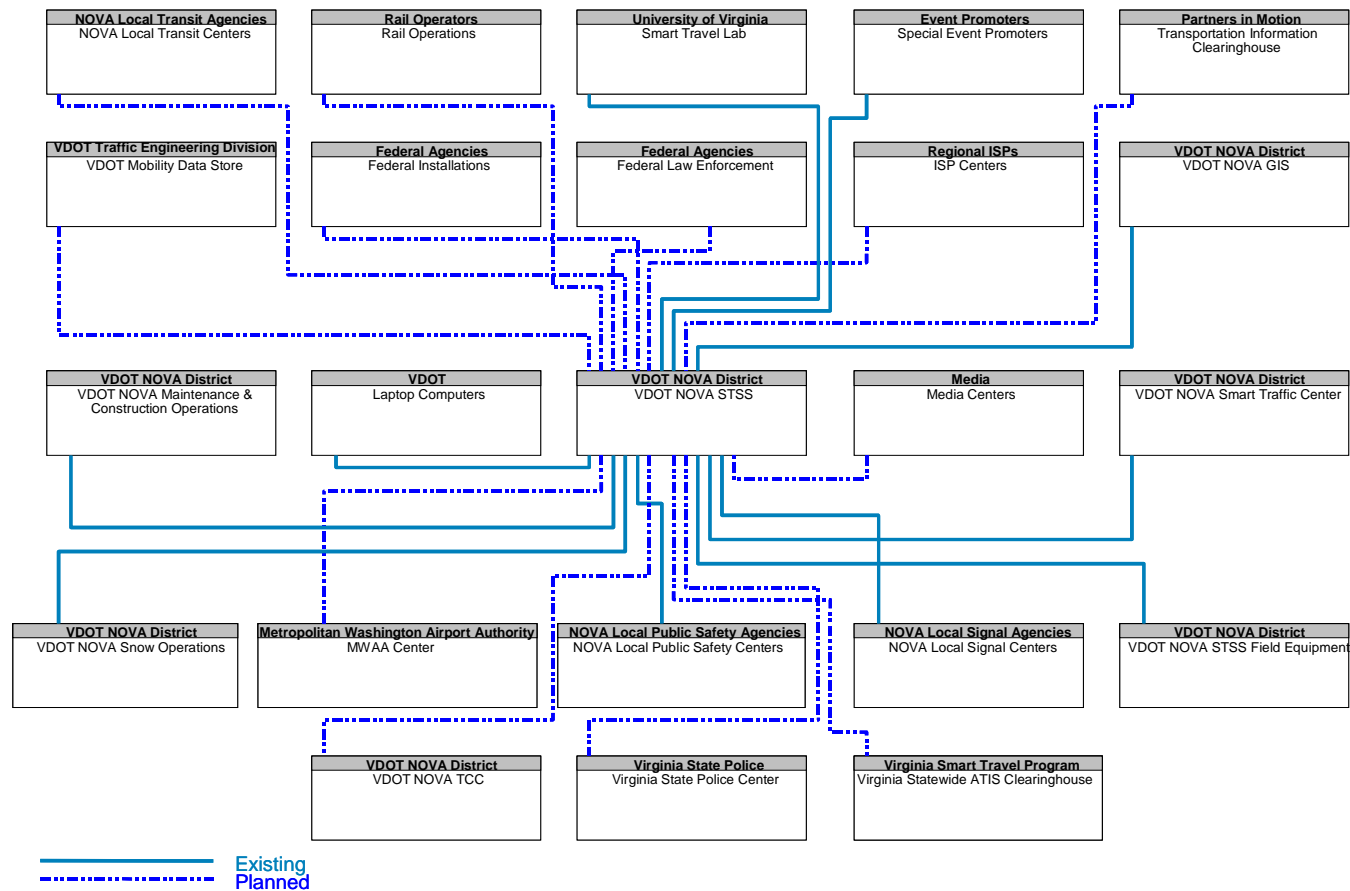 NOVA Local Transit Agencies
NOVA Local Transit Centers
Rail Operators
Rail Operations
University of Virginia
Smart Travel Lab
Event Promoters
Special Event Promoters
Partners in Motion
Transportation Information
Clearinghouse
VDOT Traffic Engineering Division
VDOT Mobility Data Store
Federal Agencies
Federal Installations
Federal Agencies
Federal Law Enforcement
Regional ISPs
ISP Centers
VDOT NOVA District
VDOT NOVA GIS
VDOT NOVA District
VDOT NOVA Maintenance &
Construction Operations
VDOT
Laptop Computers
VDOT NOVA District
VDOT NOVA STSS
Media
Media Centers
VDOT NOVA District
VDOT NOVA Smart Traffic Center
VDOT NOVA District
VDOT NOVA Snow Operations
Metropolitan Washington Airport Authority
MWAA Center
NOVA Local Public Safety Agencies
NOVA Local Public Safety Centers
NOVA Local Signal Agencies
NOVA Local Signal Centers
VDOT NOVA District
VDOT NOVA STSS Field Equipment
VDOT NOVA District
VDOT NOVA TCC
Virginia State Police
Virginia State Police Center
Virginia Smart Travel Program
Virginia Statewide ATIS Clearinghouse
Existing
Planned